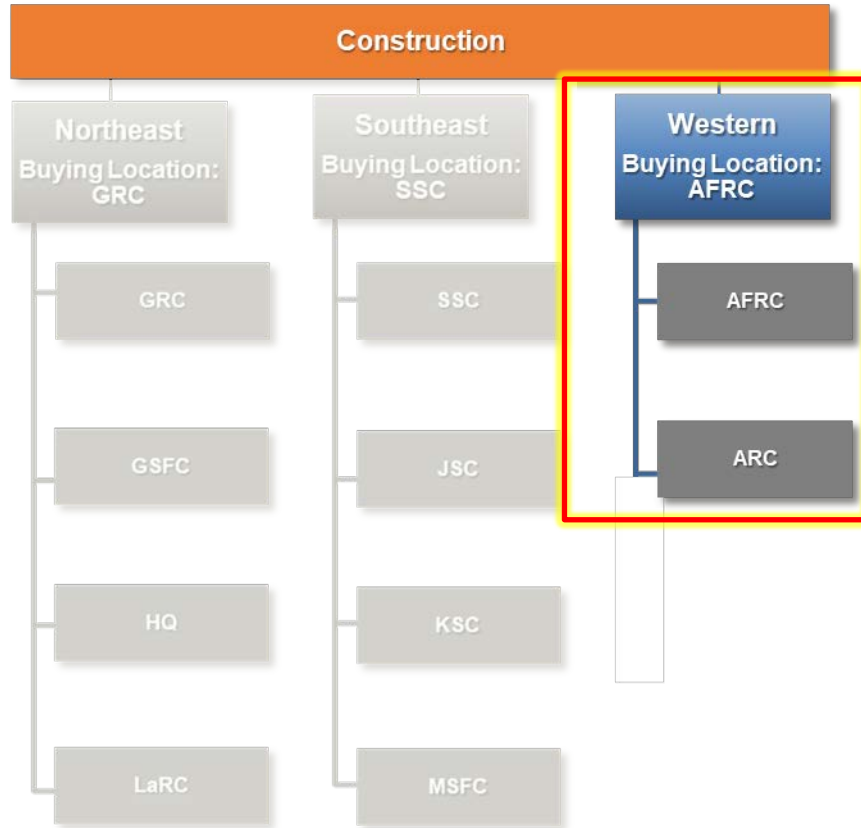 Construction
Northeast
Buying Location:
GRC
GRC
GSFC
HQ
LaRC
Southeast
Buying Location:
SSC
SSC
JSC
KSC
MSFC
Western
Buying Location:
AFRC
AFRC
ARC